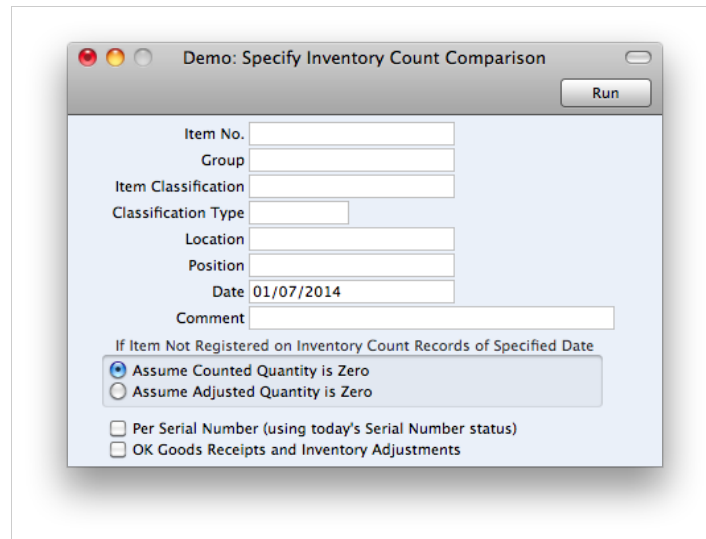 Demo: Specify Inventory Count Comparison
Run
Item No.
Group
Item Classification
Classification Type
Location
Position
Date 01/07/2014
Comment
If Item Not Registered on Inventory Count Records of Specified Date
Assume Counted Quantity is Zero
Assume Adjusted Quantity is Zero
Per Serial Number (using today's Serial Number status)
OK Goods Receipts and Inventory Adjustments